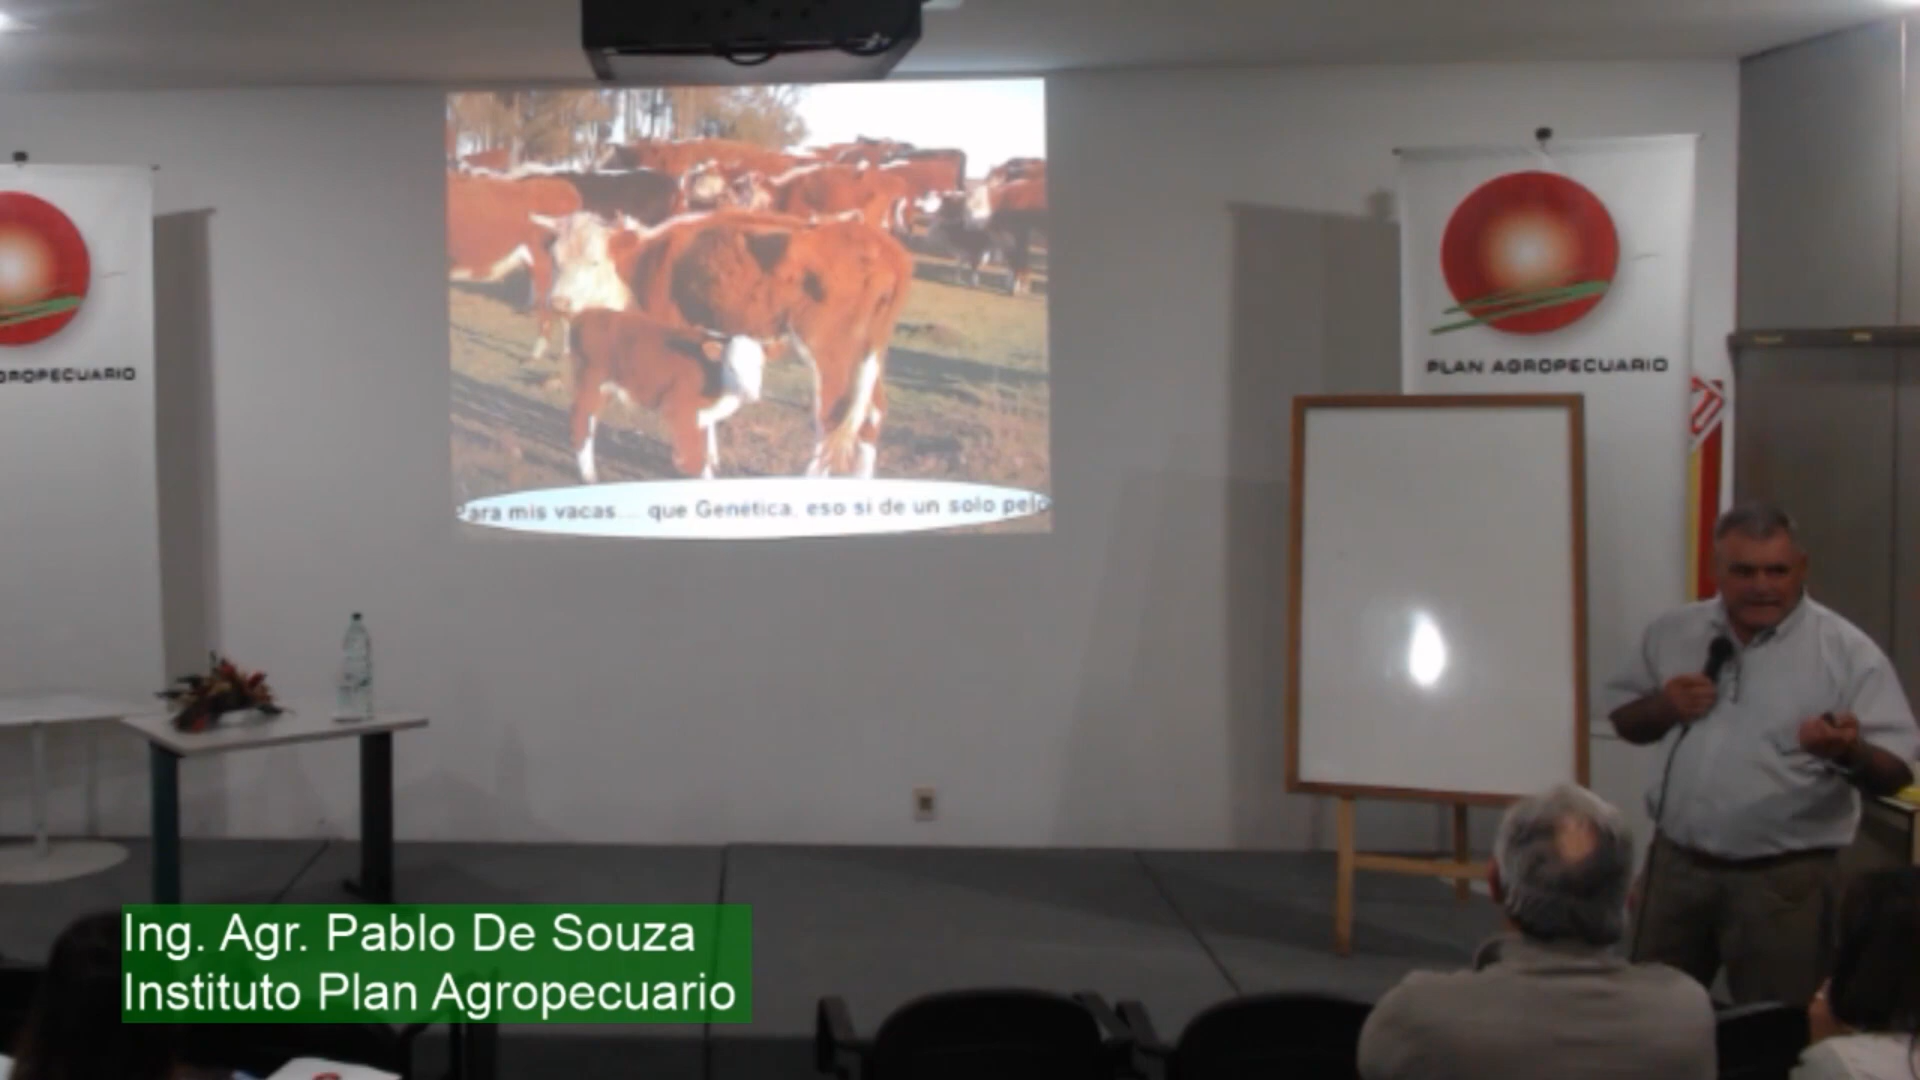 Para mis vacas... que Genética, eso si de un solo pelo
PLAN AGROPECUARIO
OROPECUARIO
Ing. Agr. Pablo De Souza
Instituto Plan Agropecuario